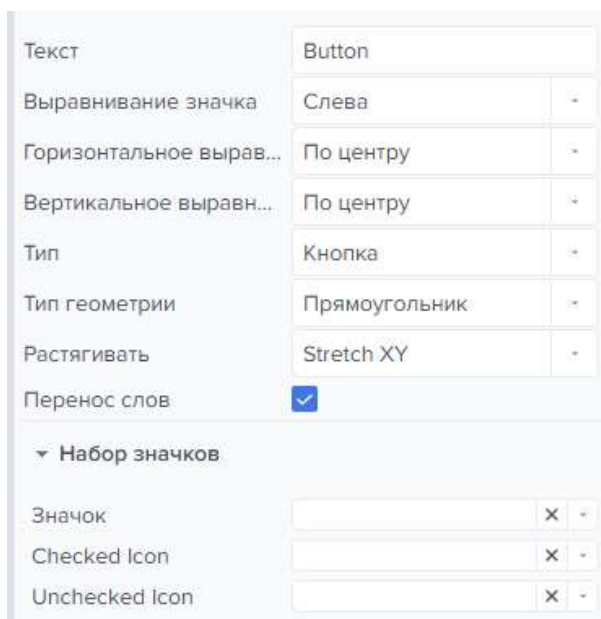 Текст Button
Выравнивание значка Слева
Горизонтальное вырав... По центру
Вертикальное выравн... По центру
Тип Кнопка
Тип геометрии Прямоугольник
Растягивать Stretch XY
Перенос слов
Набор значков
Значок
Checked Icon
Unchecked Icon